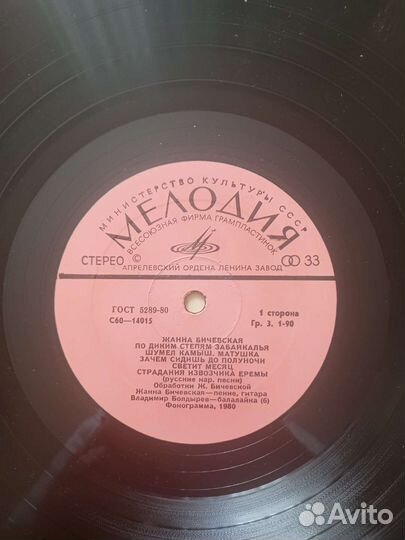 МИНИСТЕРСТВО КУЛЬТУРЫ СССР
МЕЛОДИЯ
ВСЕСОЮЗНАЯ ФИРМА ГРАМПЛАСТИНОК
СТЕРЕО 33
АПРЕЛЕВСКИЙ ОРДЕНА ЛЕНИНА ЗАВОД
ГОСТ 5289-80 1 сторона
С60—14015 Гр. 3. 1-90
ЖАННА БИЧЕВСКАЯ
ПО ДИКИМ СТЕПЯМ ЗАБАЙКАЛЬЯ
ШУМЕЛ КАМЫШ. МАТУШКА
ЗАЧЕМ СИДИШЬ ДО ПОЛУНОЧИ
СВЕТИТ МЕСЯЦ
СТРАДАНИЯ ИЗВОЗЧИКА ЕРЕМЫ
(русские нар. песни)
Обработки Ж. Бичевской
Жанна Бичевская—пение, гитара
Владимир Болдырев—балалайка (6)
Фонограмма, 1980
Avito